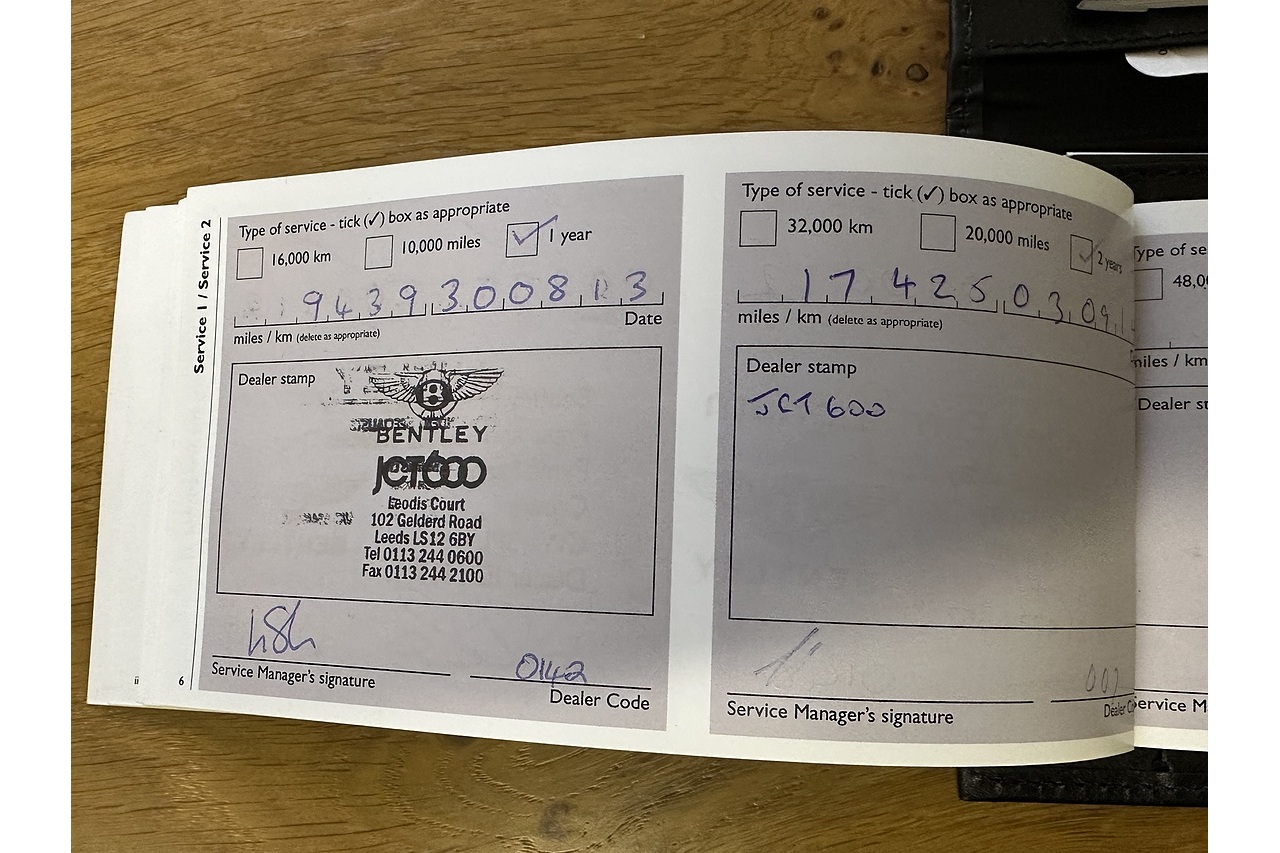 Service 1 / Service 2
Type of service - tick (✓) box as appropriate
16,000 km
10,000 miles
✓ 1 year
9439 3008 13
miles / km (delete as appropriate)
Date
Dealer stamp
BENTLEY
JCT600
Leodis Court
102 Gelderd Road
Leeds LS12 6BY
Tel 0113 244 0600
Fax 0113 244 2100
0142
Service Manager's signature
Dealer Code
ii
6
Type of service - tick (✓) box as appropriate
32,000 km
20,000 miles
✓ 2 years
17425 03091
miles / km (delete as appropriate)
Dealer stamp
JCT 600
007
Service Manager's signature
Dealer C
Type of se
48,0
miles / km
Dealer st
Service M